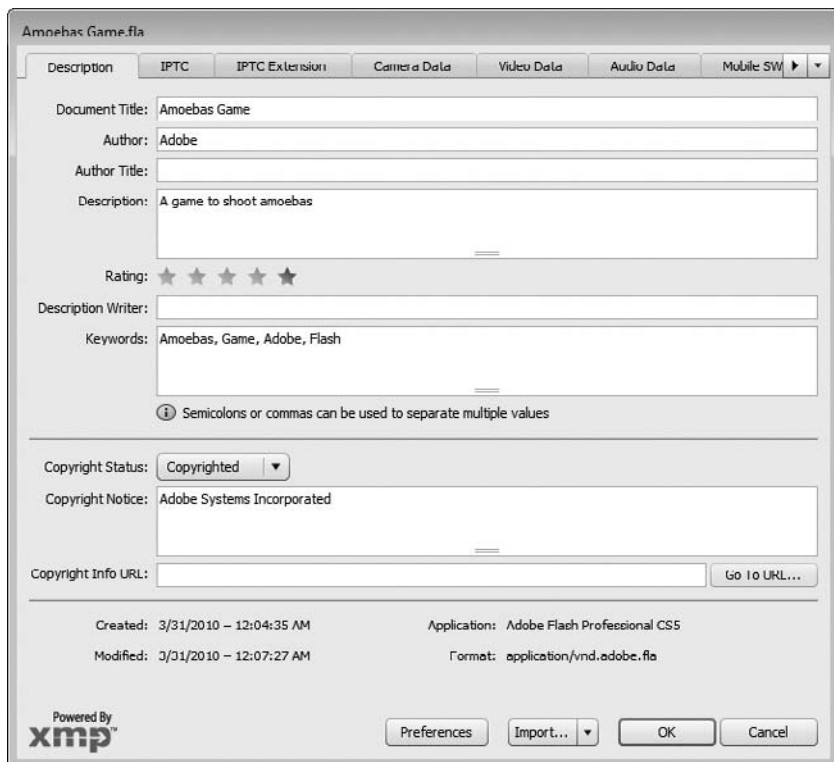 Amoebas Game.fla
Description IPTC IPTC Extension Camera Data Video Data Audio Data Mobile SW
Document Title: Amoebas Game
Author: Adobe
Author Title:
Description: A game to shoot amoebas
Rating:
Description Writer:
Keywords: Amoebas, Game, Adobe, Flash
Semicolons or commas can be used to separate multiple values
Copyright Status: Copyrighted
Copyright Notice: Adobe Systems Incorporated
Copyright Info URL: Go To URL...
Created: 3/31/2010 – 12:04:35 AM Application: Adobe Flash Professional CS5
Modified: 3/31/2010 – 12:07:27 AM Format: application/vnd.adobe.fla
Powered By
xmp™ Preferences Import... OK Cancel